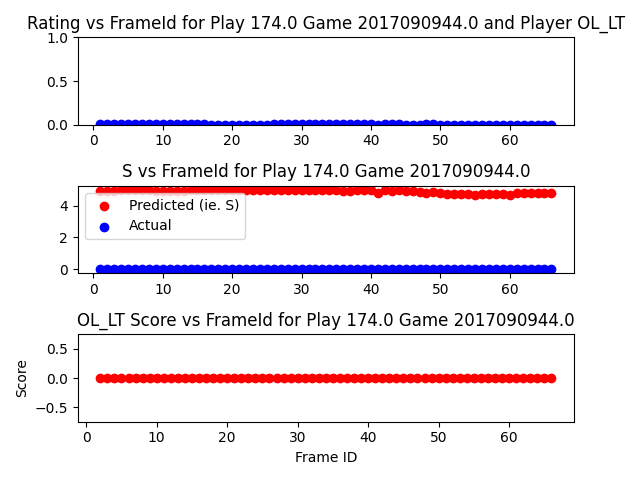 Rating vs FrameId for Play 174.0 Game 2017090944.0 and Player OL_LT
1.0
0.5
0.0
0 10 20 30 40 50 60
S vs FrameId for Play 174.0 Game 2017090944.0
4
2
0
Predicted (ie. S)
Actual
0 10 20 30 40 50 60
OL_LT Score vs FrameId for Play 174.0 Game 2017090944.0
Score
0.5
0.0
−0.5
0 10 20 30 40 50 60
Frame ID